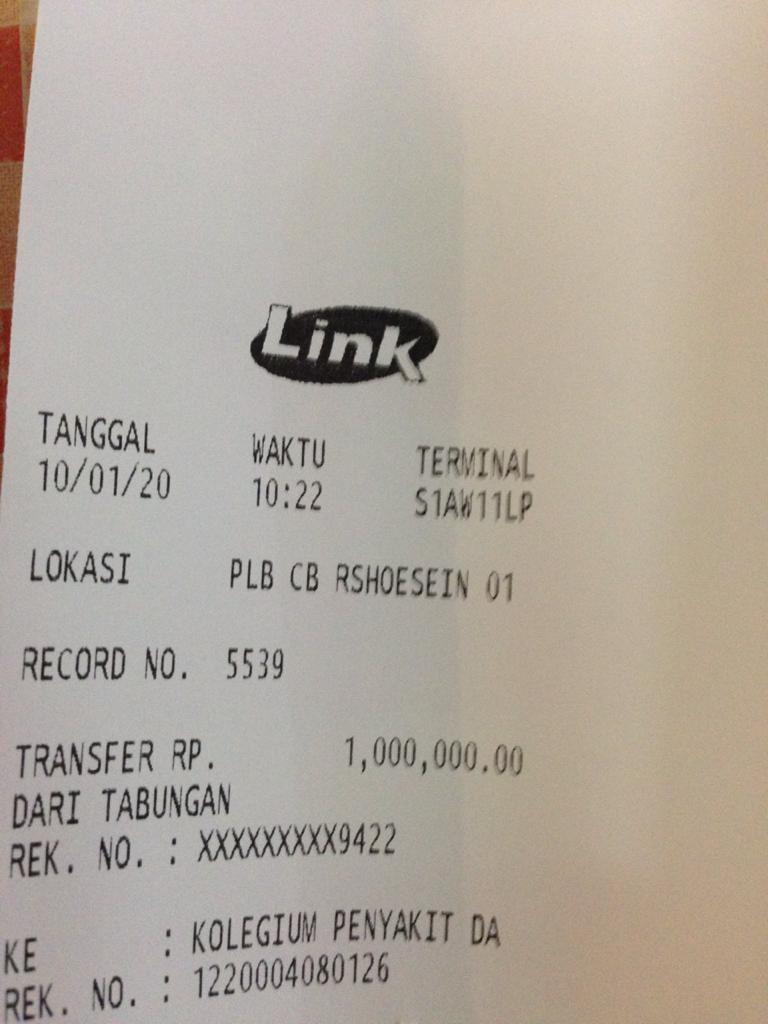 Link
TANGGAL WAKTU TERMINAL
10/01/20 10:22 S1AW11LP
LOKASI PLB CB RSHOESEIN 01
RECORD NO. 5539
TRANSFER RP. 1,000,000.00
DARI TABUNGAN
REK. NO. : XXXXXXXXX9422
KE : KOLEGIUM PENYAKIT DA
REK. NO. : 1220004080126